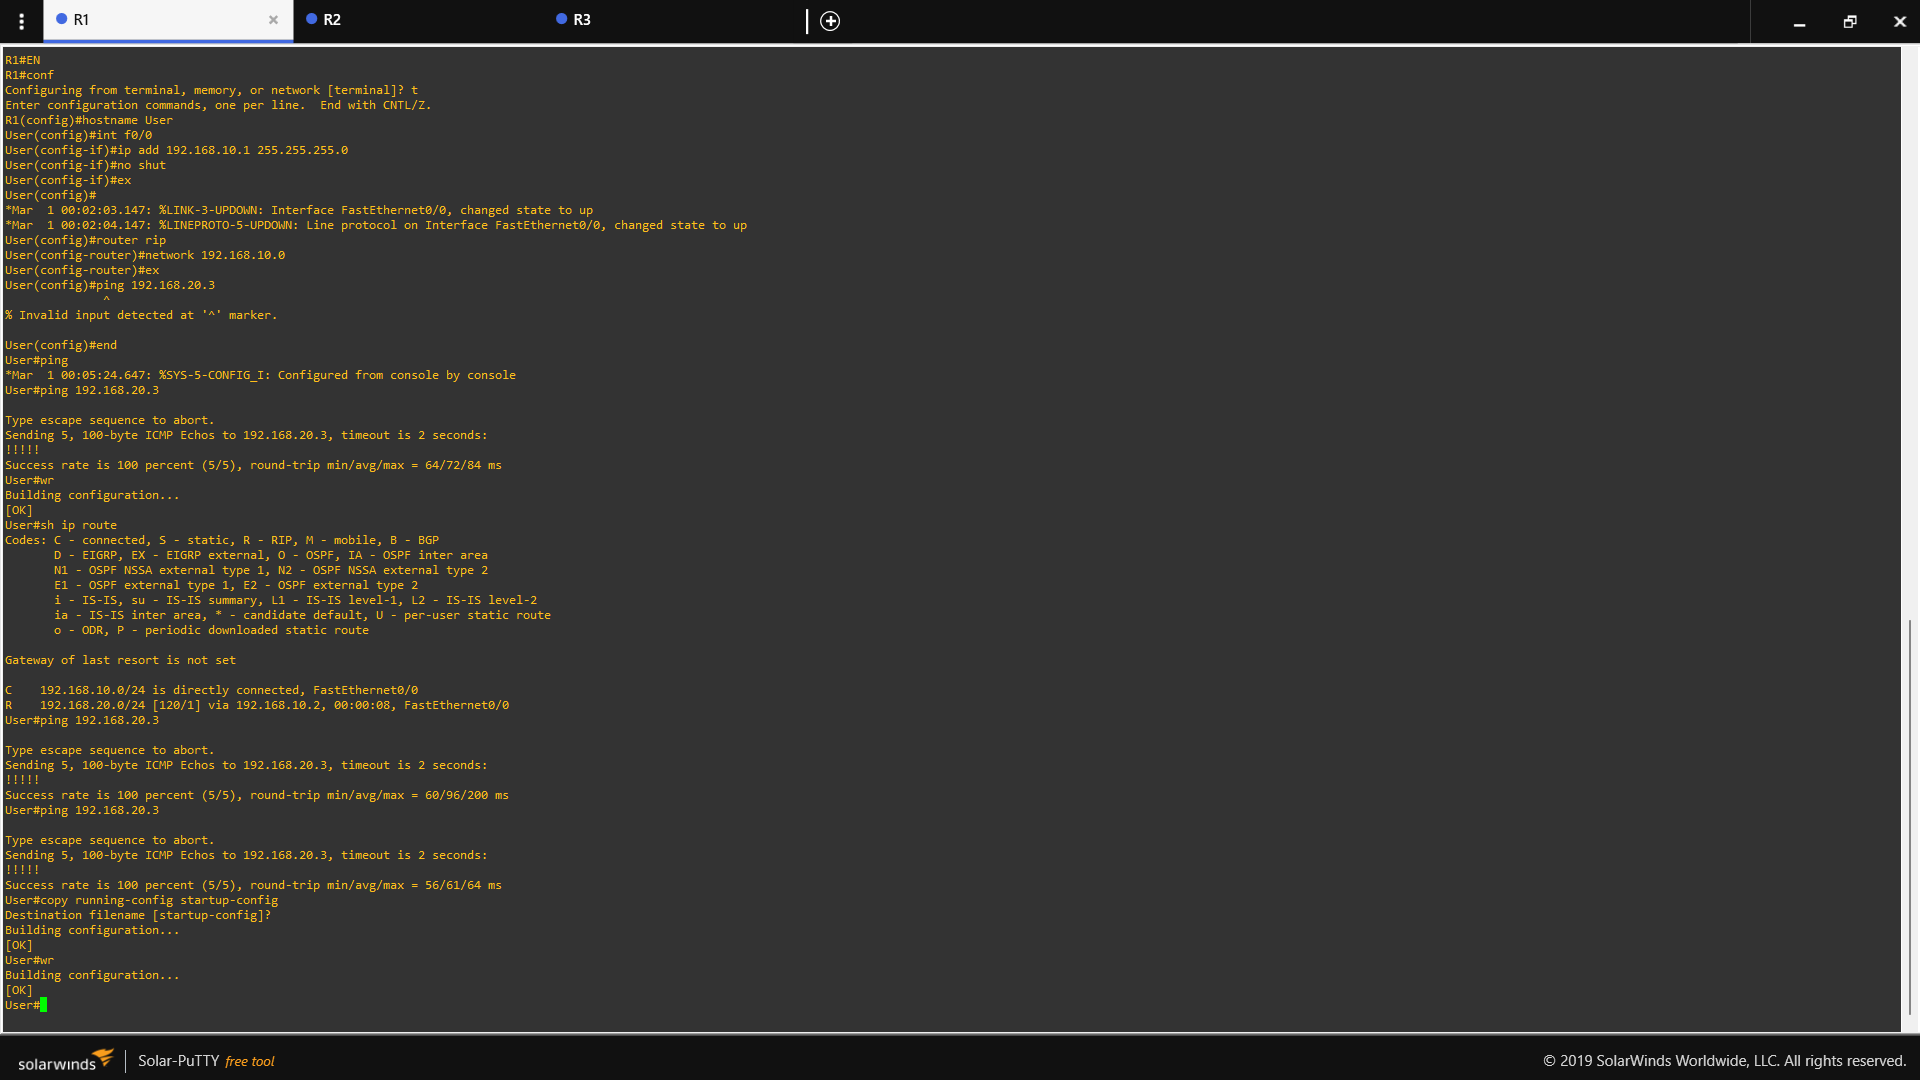 R1
R2
R3
R1#EN
R1#conf
Configuring from terminal, memory, or network [terminal]? t
Enter configuration commands, one per line.  End with CNTL/Z.
R1(config)#hostname User
User(config)#int f0/0
User(config-if)#ip add 192.168.10.1 255.255.255.0
User(config-if)#no shut
User(config-if)#ex
User(config)#
*Mar  1 00:02:03.147: %LINK-3-UPDOWN: Interface FastEthernet0/0, changed state to up
*Mar  1 00:02:04.147: %LINEPROTO-5-UPDOWN: Line protocol on Interface FastEthernet0/0, changed state to up
User(config)#router rip
User(config-router)#network 192.168.10.0
User(config-router)#ex
User(config)#ping 192.168.20.3
              ^
% Invalid input detected at '^' marker.

User(config)#end
User#ping
*Mar  1 00:05:24.647: %SYS-5-CONFIG_I: Configured from console by console
User#ping 192.168.20.3

Type escape sequence to abort.
Sending 5, 100-byte ICMP Echos to 192.168.20.3, timeout is 2 seconds:
!!!!!
Success rate is 100 percent (5/5), round-trip min/avg/max = 64/72/84 ms
User#wr
Building configuration...
[OK]
User#sh ip route
Codes: C - connected, S - static, R - RIP, M - mobile, B - BGP
       D - EIGRP, EX - EIGRP external, O - OSPF, IA - OSPF inter area
       N1 - OSPF NSSA external type 1, N2 - OSPF NSSA external type 2
       E1 - OSPF external type 1, E2 - OSPF external type 2
       i - IS-IS, su - IS-IS summary, L1 - IS-IS level-1, L2 - IS-IS level-2
       ia - IS-IS inter area, * - candidate default, U - per-user static route
       o - ODR, P - periodic downloaded static route

Gateway of last resort is not set

C    192.168.10.0/24 is directly connected, FastEthernet0/0
R    192.168.20.0/24 [120/1] via 192.168.10.2, 00:00:08, FastEthernet0/0
User#ping 192.168.20.3

Type escape sequence to abort.
Sending 5, 100-byte ICMP Echos to 192.168.20.3, timeout is 2 seconds:
!!!!!
Success rate is 100 percent (5/5), round-trip min/avg/max = 60/96/200 ms
User#ping 192.168.20.3

Type escape sequence to abort.
Sending 5, 100-byte ICMP Echos to 192.168.20.3, timeout is 2 seconds:
!!!!!
Success rate is 100 percent (5/5), round-trip min/avg/max = 56/61/64 ms
User#copy running-config startup-config
Destination filename [startup-config]?
Building configuration...
[OK]
User#wr
Building configuration...
[OK]
User#
solarwinds
Solar-PuTTY free tool
© 2019 SolarWinds Worldwide, LLC. All rights reserved.